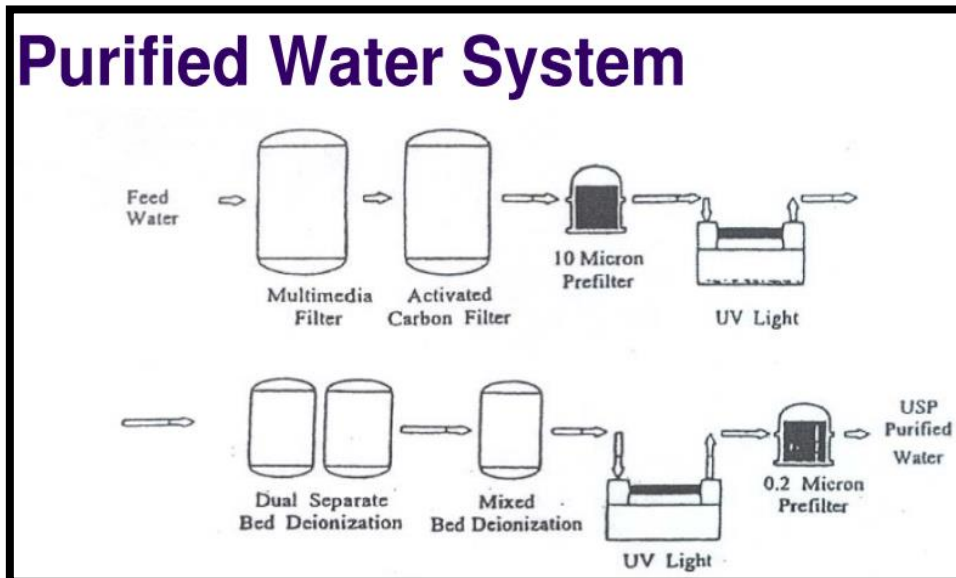 Purified Water System
Feed
Water
Multimedia
Filter
Activated
Carbon Filter
10 Micron
Prefilter
UV Light
Dual Separate
Bed Deionization
Mixed
Bed Deionization
UV Light
0.2 Micron
Prefilter
USP
Purified
Water